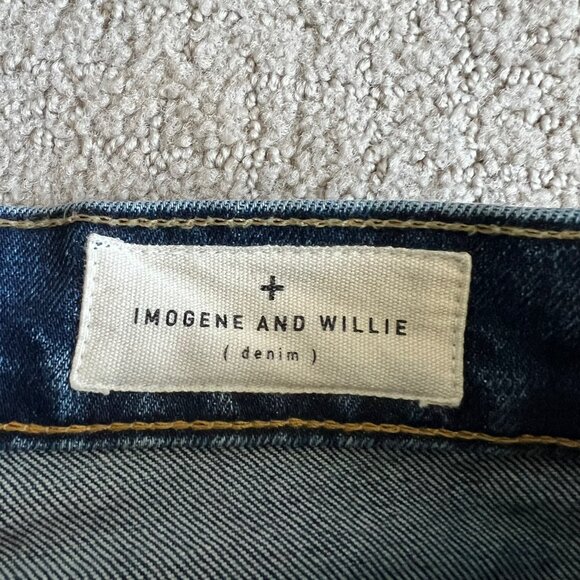 +
IMOGENE AND WILLIE
( denim )